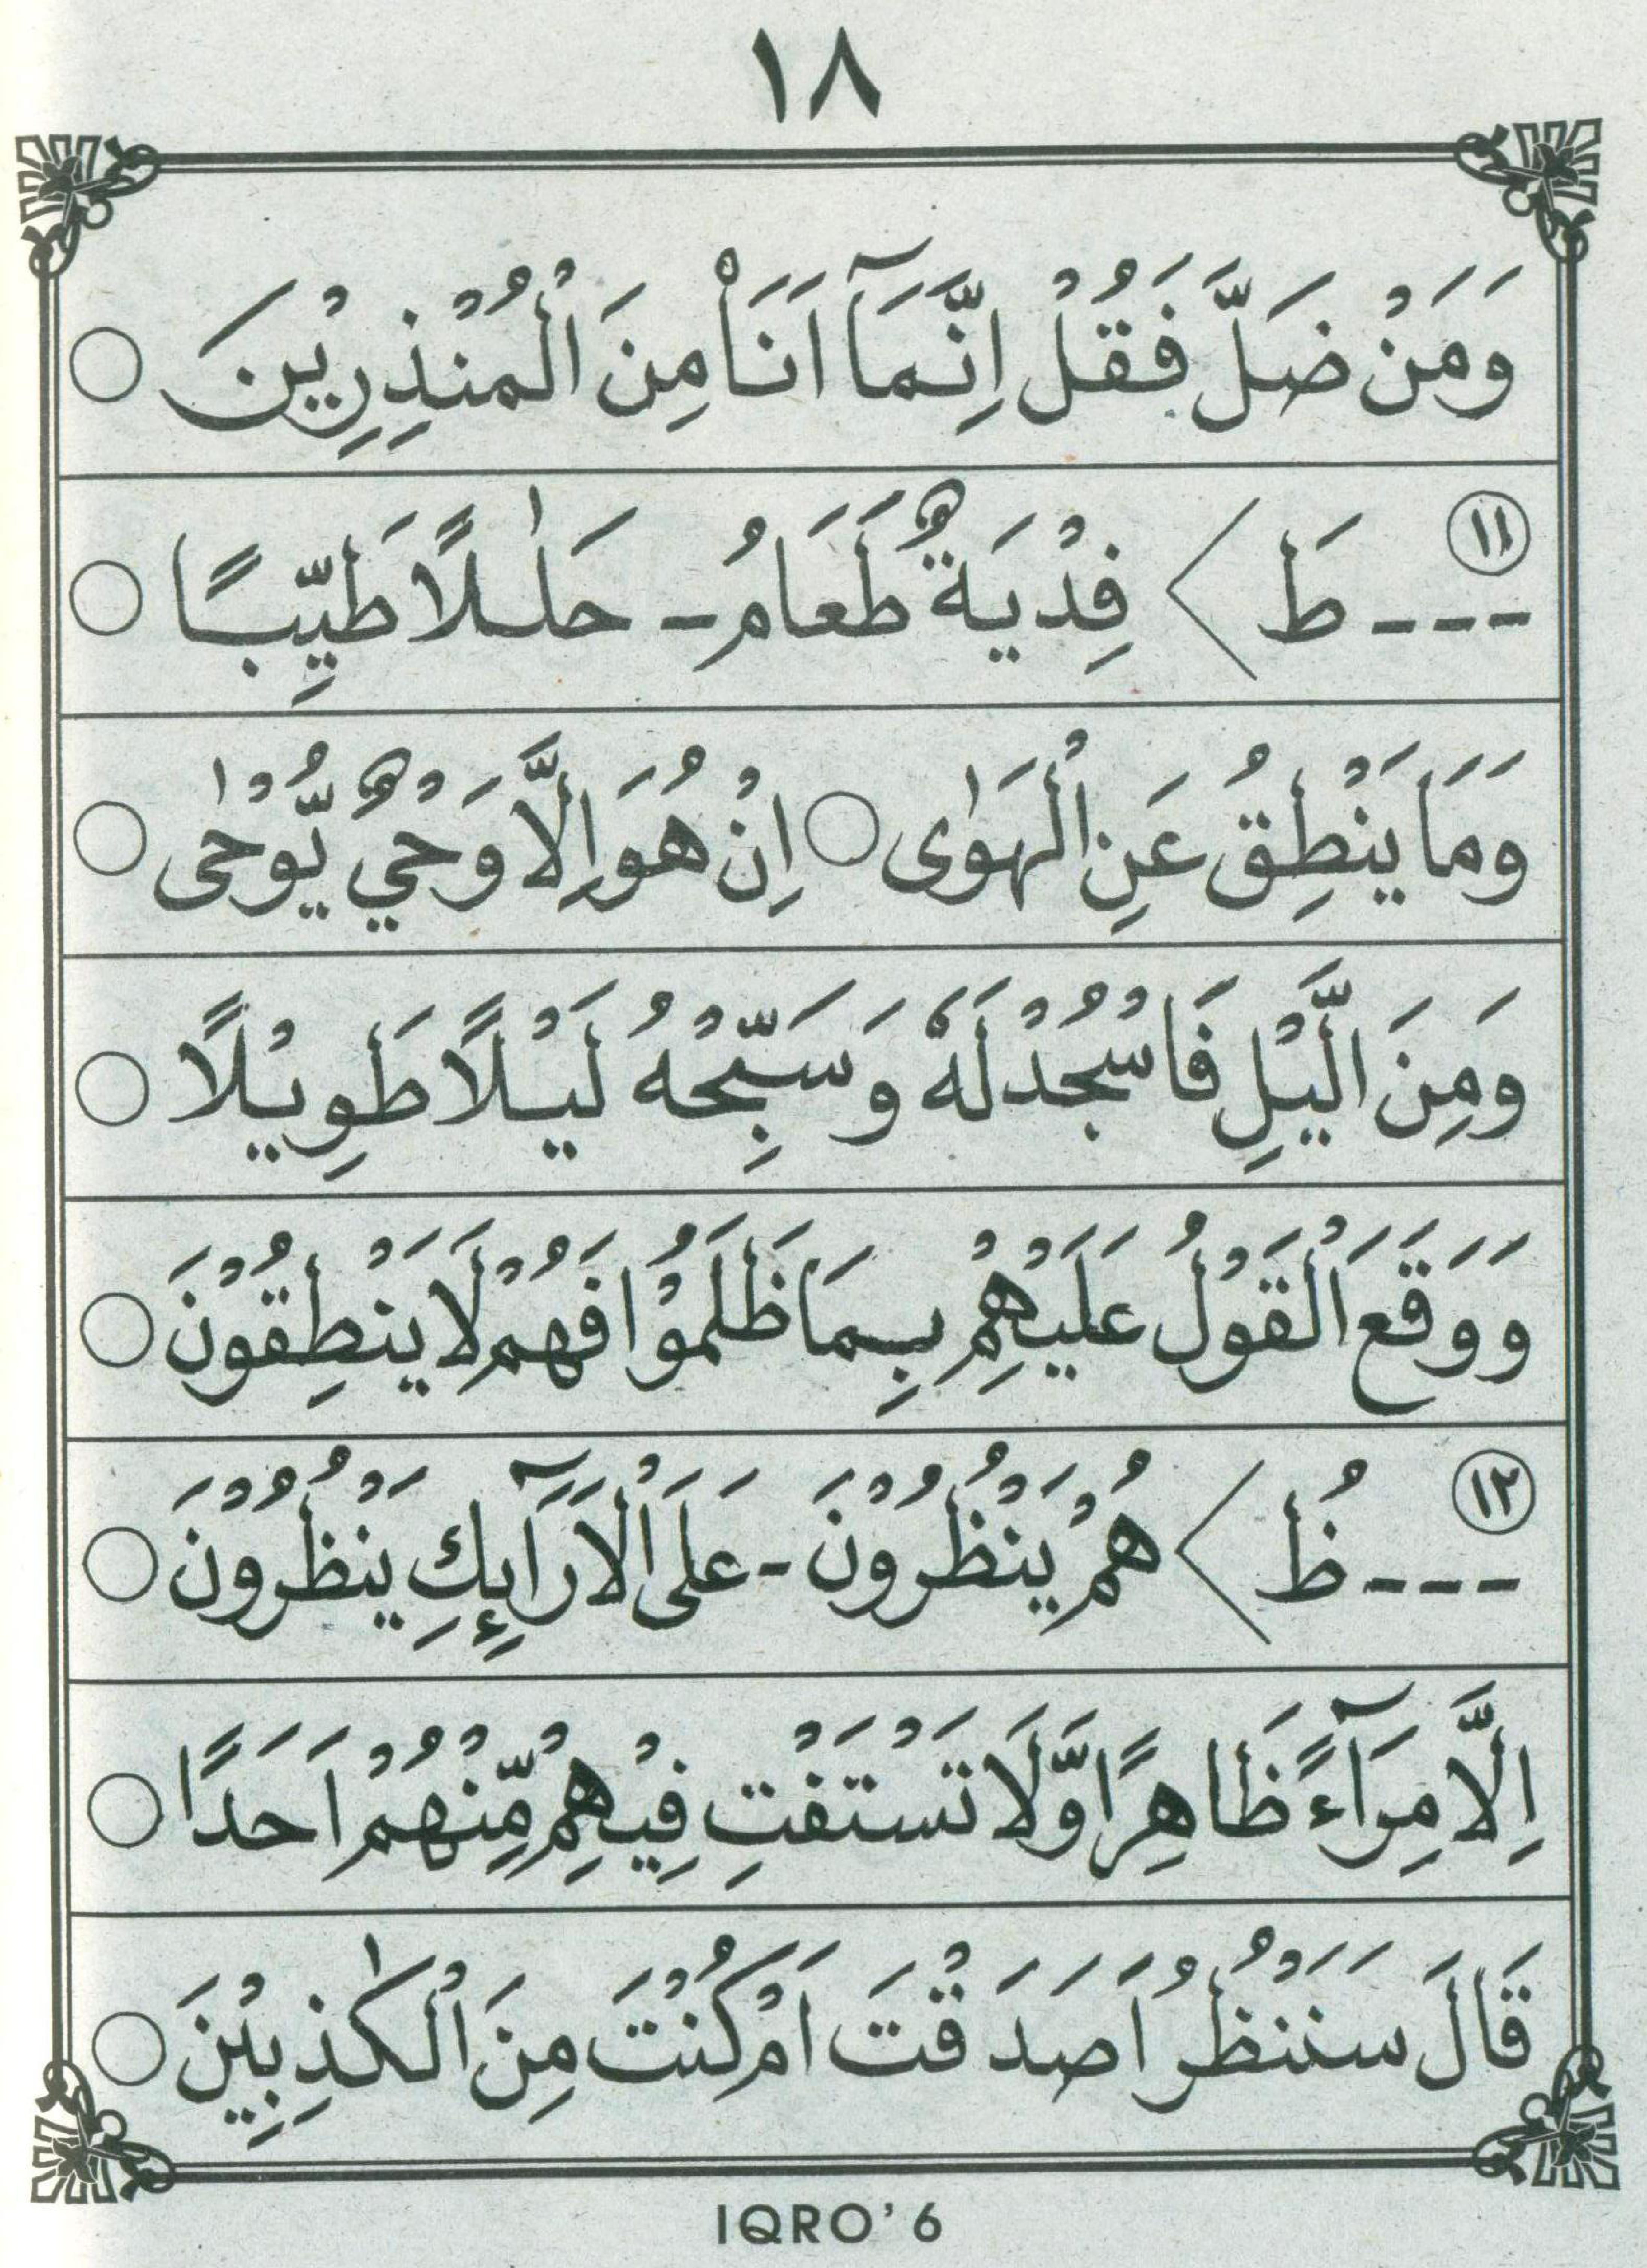 ١٨
وَمَنْ ضَلَّ فَقُلْ اِنَّمَآ اَنَا۠ مِنَ الْمُنْذِرِيْنَ ○
١١ --- طَ > فِدْيَةٌ طَعَامُ - حَلٰلًا طَيِّبًا ○
وَمَا يَنْطِقُ عَنِ الْهَوٰى ○ اِنْ هُوَ اِلَّا وَحْيٌ يُّوْحٰى ○
وَمِنَ الَّيْلِ فَاسْجُدْ لَهٗ وَسَبِّحْهُ لَيْلًا طَوِيْلًا ○
وَوَقَعَ الْقَوْلُ عَلَيْهِمْ بِمَا ظَلَمُوْا فَهُمْ لَا يَنْطِقُوْنَ ○
١٢ --- ظُ > هُمْ يَنْظُرُوْنَ - عَلَى الْاَرَآئِكِ يَنْظُرُوْنَ ○
اِلَّا مِرَآءً ظَاهِرًا وَّلَا تَسْتَفْتِ فِيْهِمْ مِّنْهُمْ اَحَدًا ○
قَالَ سَنَنْظُرُ اَصَدَقْتَ اَمْ كُنْتَ مِنَ الْكٰذِبِيْنَ ○
IQRO' 6